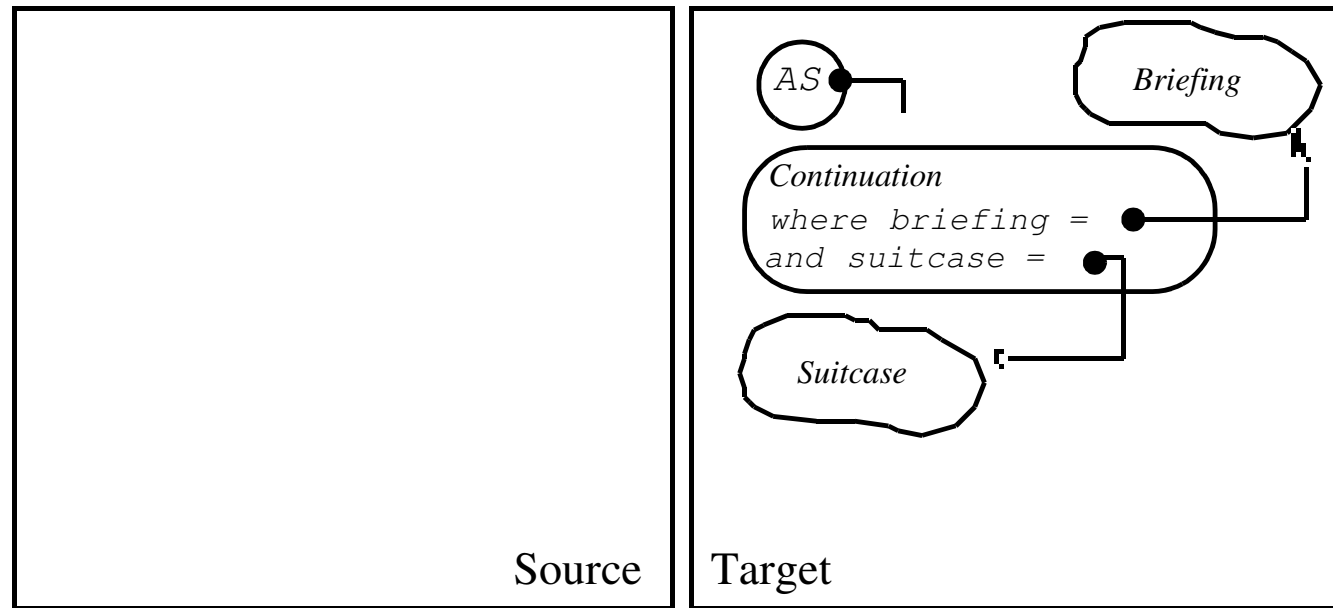 AS
Briefing
Continuation
where briefing =
and suitcase =
Suitcase
Source
Target